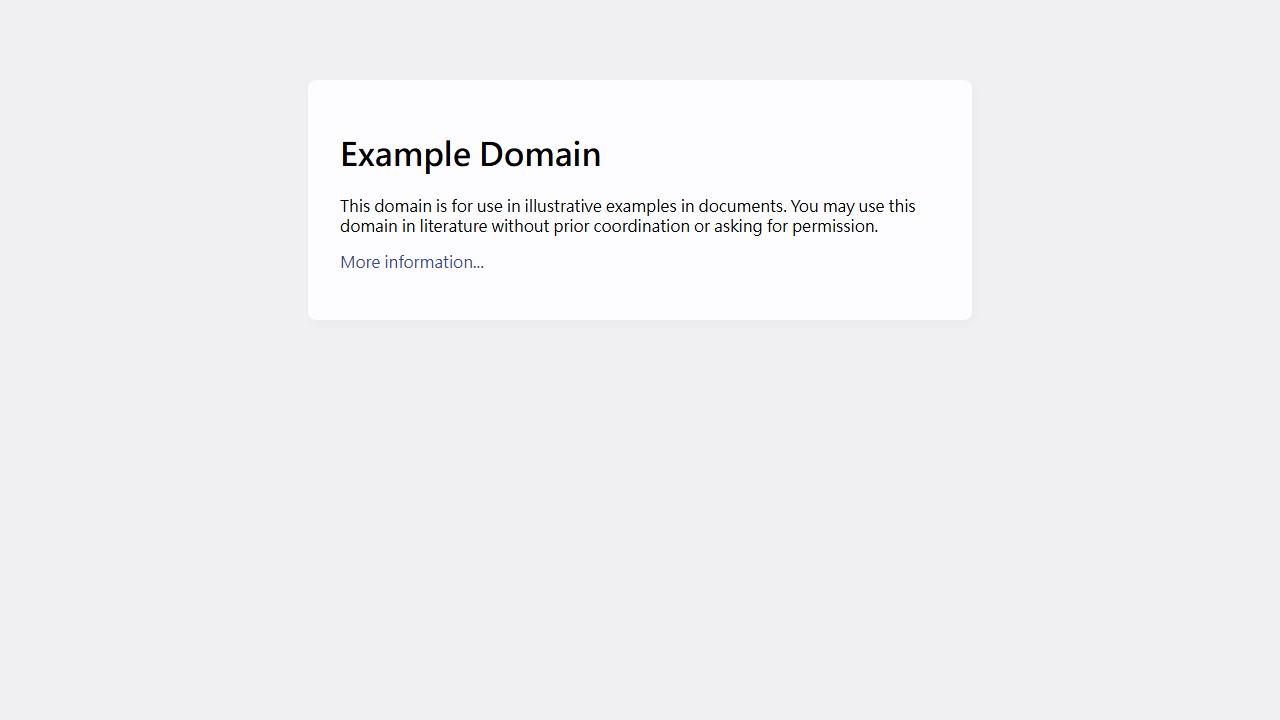 Example Domain
This domain is for use in illustrative examples in documents. You may use this
domain in literature without prior coordination or asking for permission.
More information...